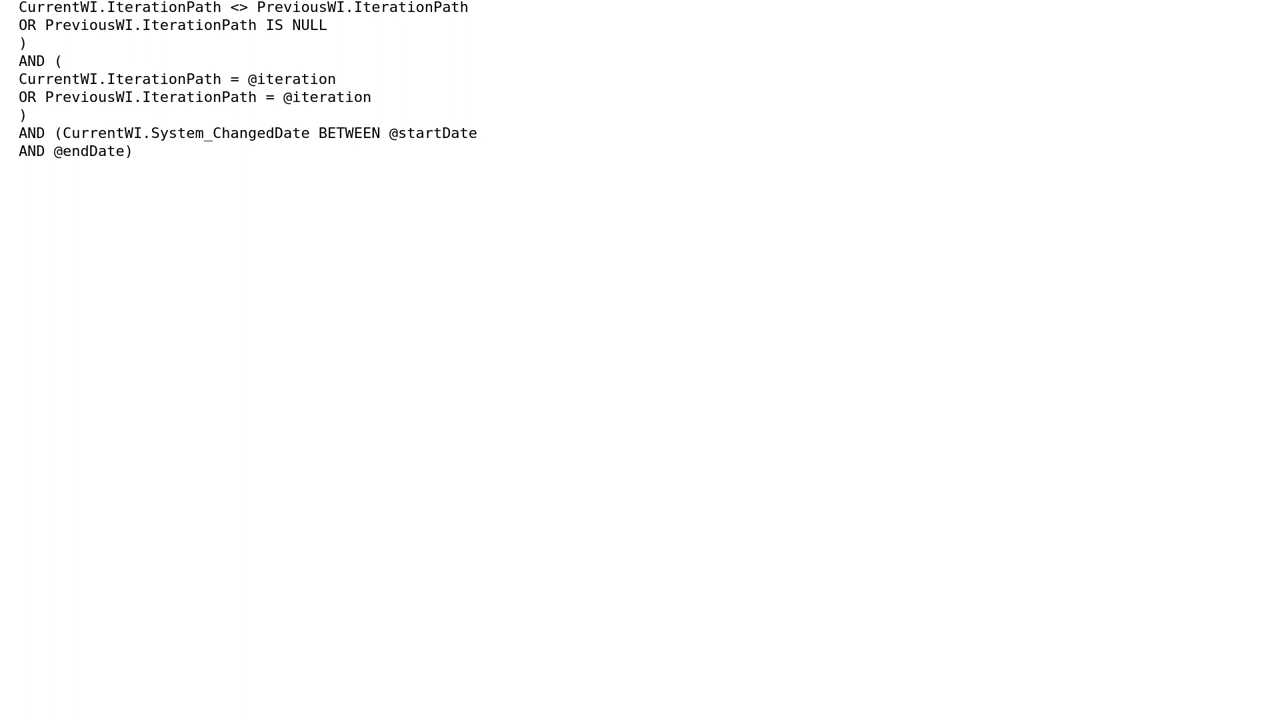 CurrentWI.IterationPath <> PreviousWI.IterationPath
OR PreviousWI.IterationPath IS NULL
)
AND (
CurrentWI.IterationPath = @iteration
OR PreviousWI.IterationPath = @iteration
)
AND (CurrentWI.System_ChangedDate BETWEEN @startDate
AND @endDate)